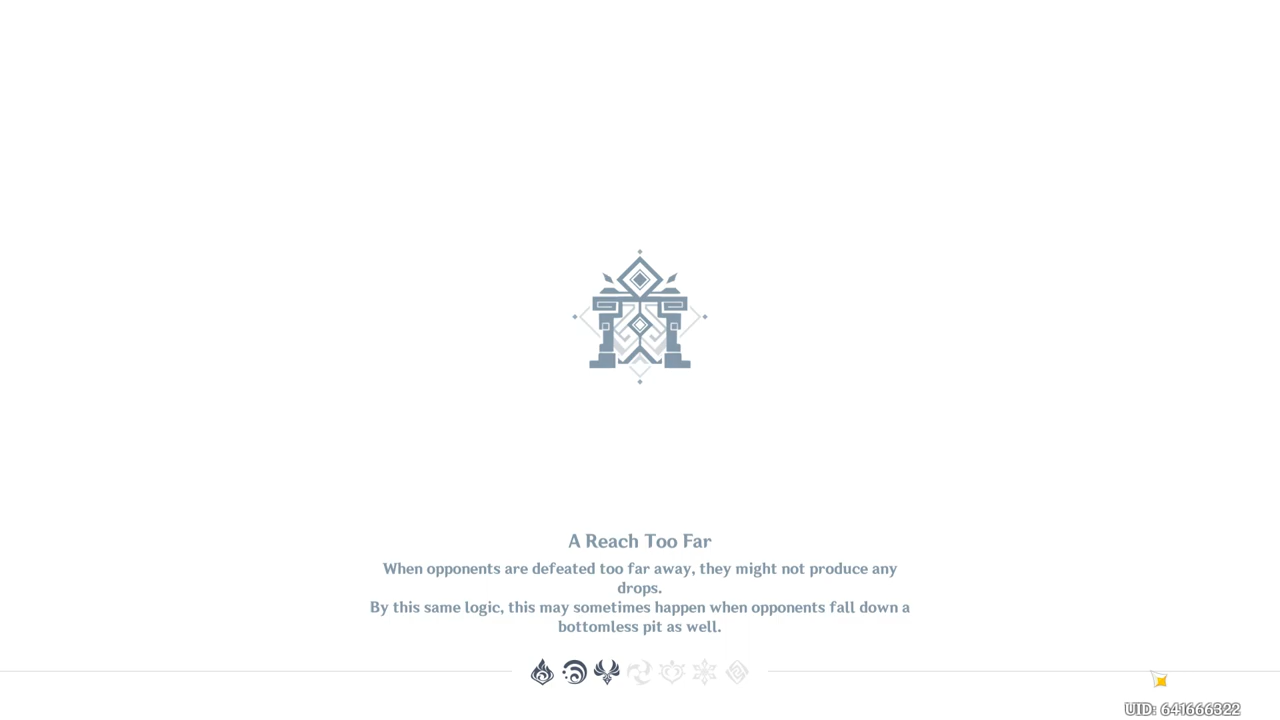 A Reach Too Far
When opponents are defeated too far away, they might not produce any
drops.
By this same logic, this may sometimes happen when opponents fall down a
bottomless pit as well.
UID: 641666322